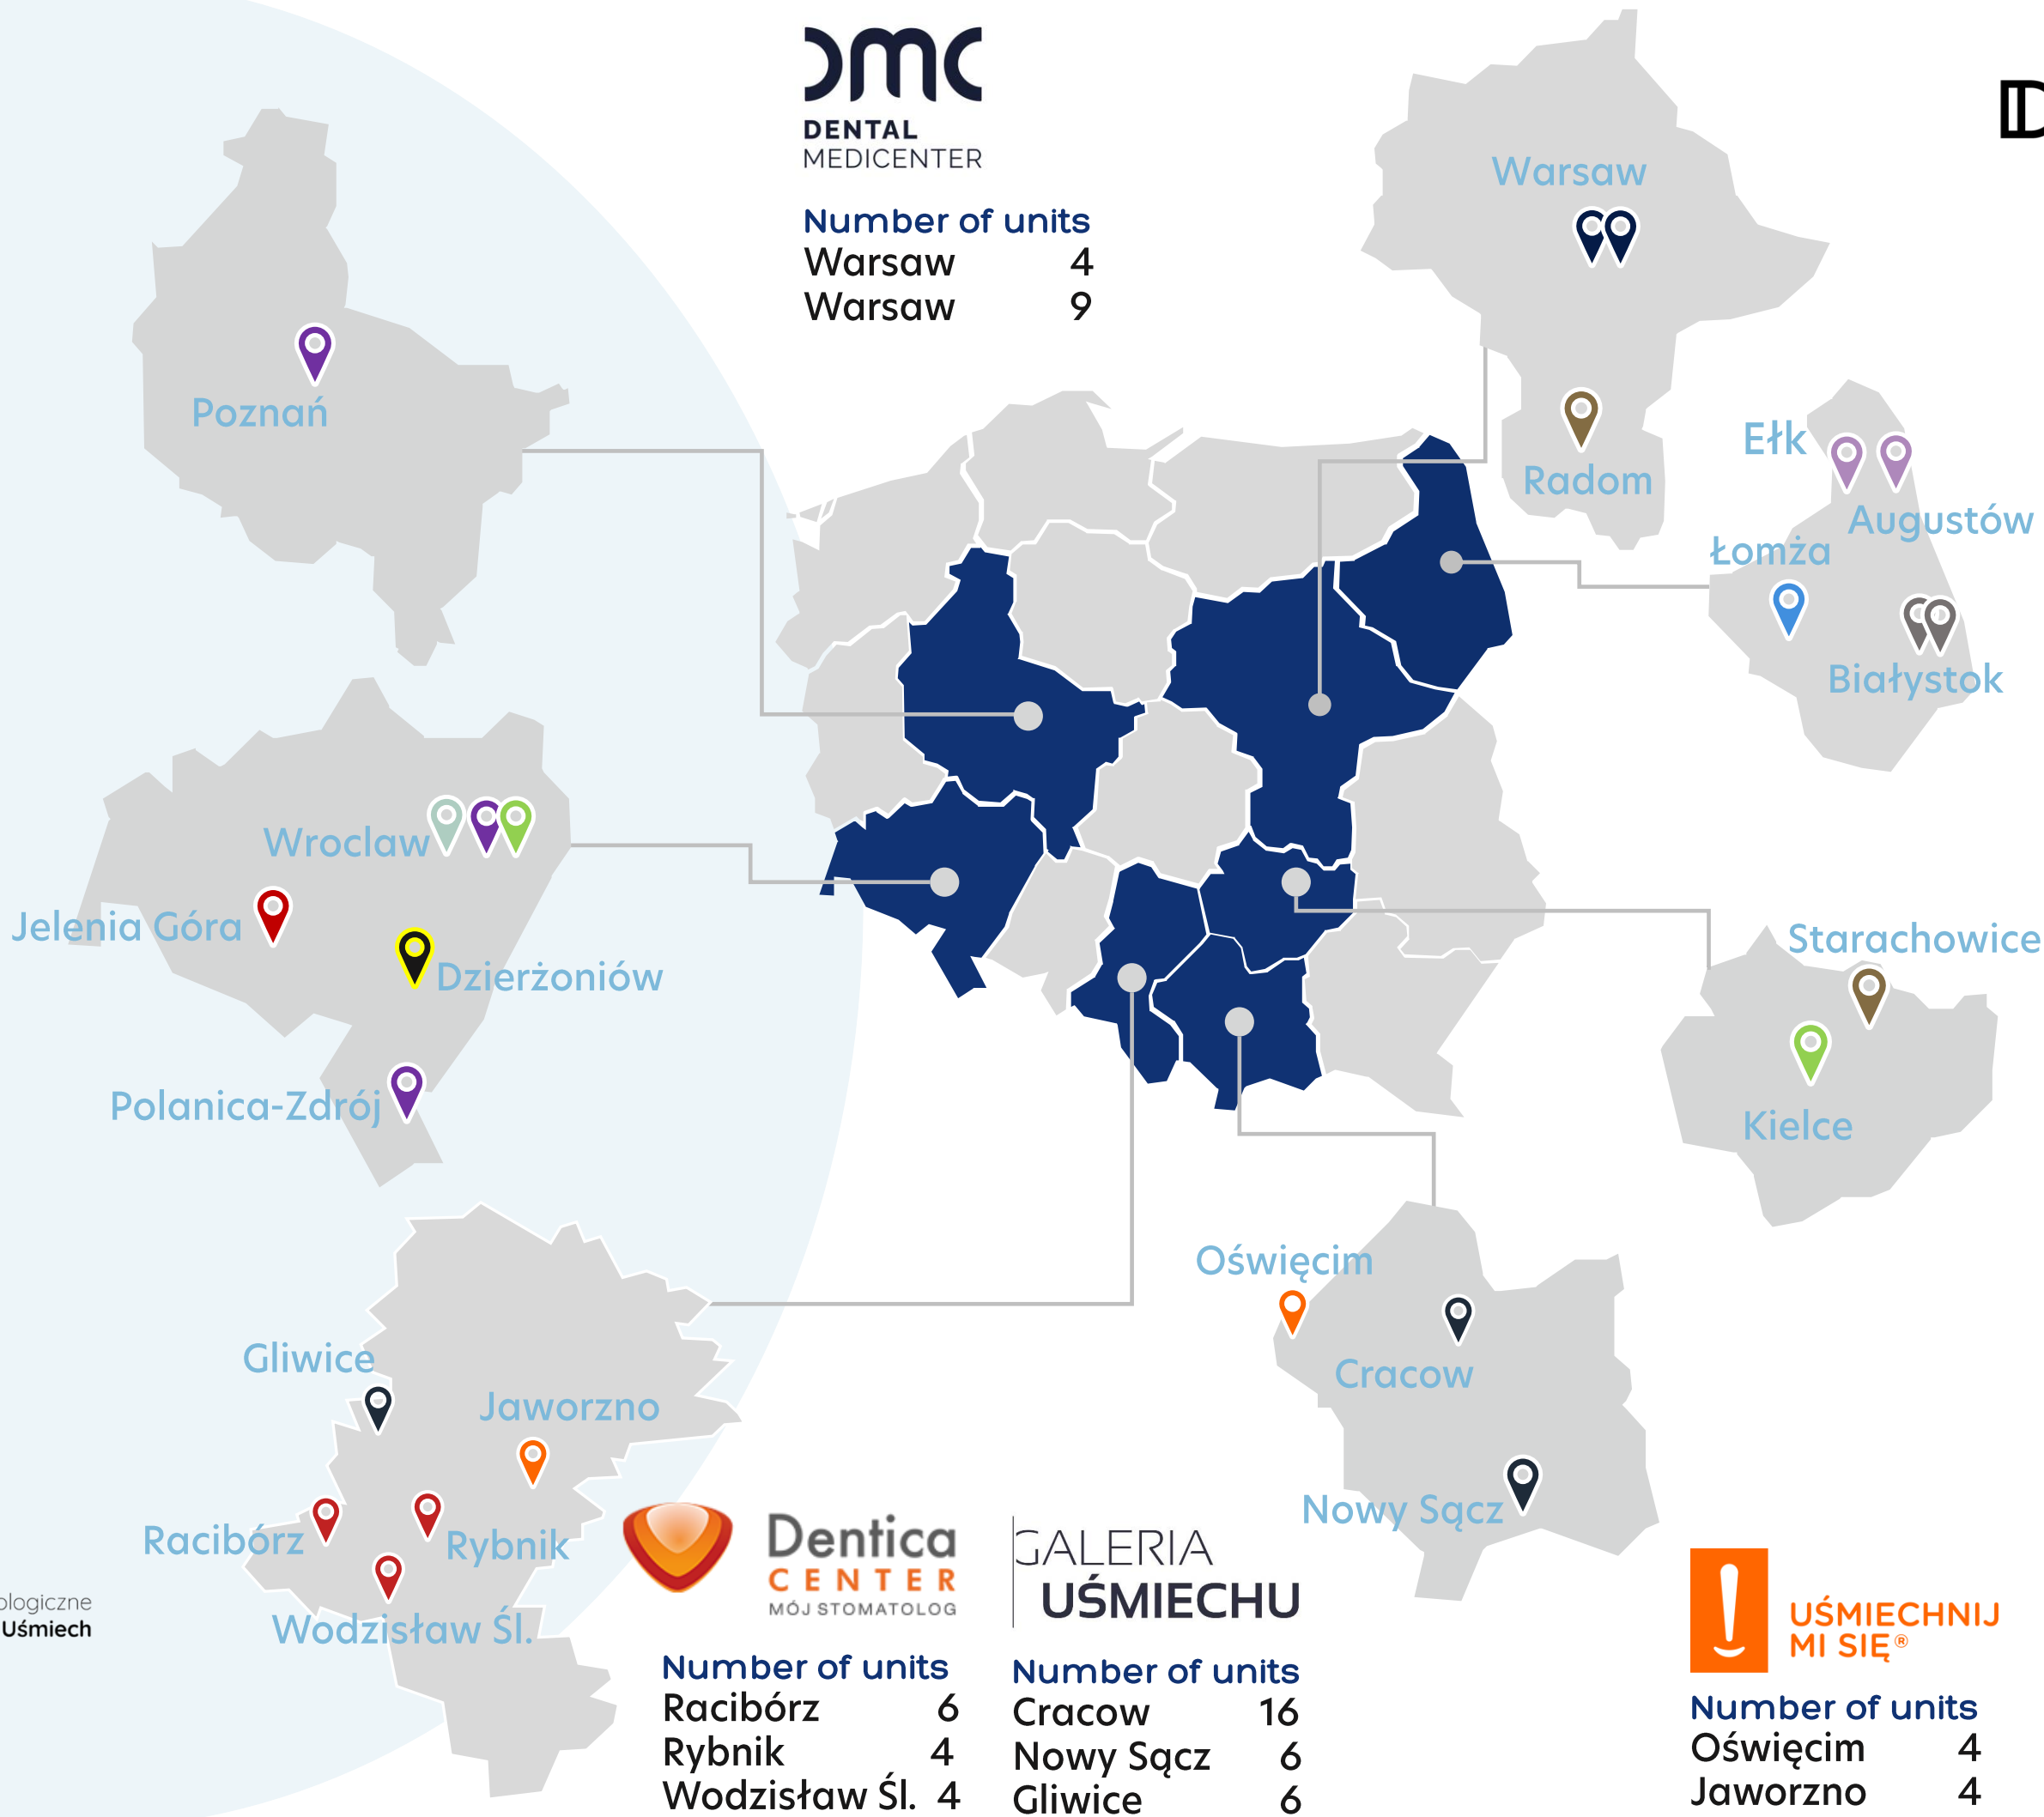 DENTAL
MEDICENTER
Number of units
Warsaw 4
Warsaw 9
Warsaw
Radom
Ełk
Augustów
Łomża
Białystok
Poznań
Wroclaw
Jelenia Góra
Dzierżoniów
Polanica-Zdrój
Starachowice
Kielce
Oświęcim
Cracow
Nowy Sącz
Gliwice
Jaworzno
Racibórz
Rybnik
Wodzisław Śl.
ologiczne
Uśmiech
Dentica
CENTER
MÓJ STOMATOLOG
Number of units
Racibórz 6
Rybnik 4
Wodzisław Śl. 4
GALERIA
UŚMIECHU
Number of units
Cracow 16
Nowy Sącz 6
Gliwice 6
UŚMIECHNIJ
MI SIĘ®
Number of units
Oświęcim 4
Jaworzno 4